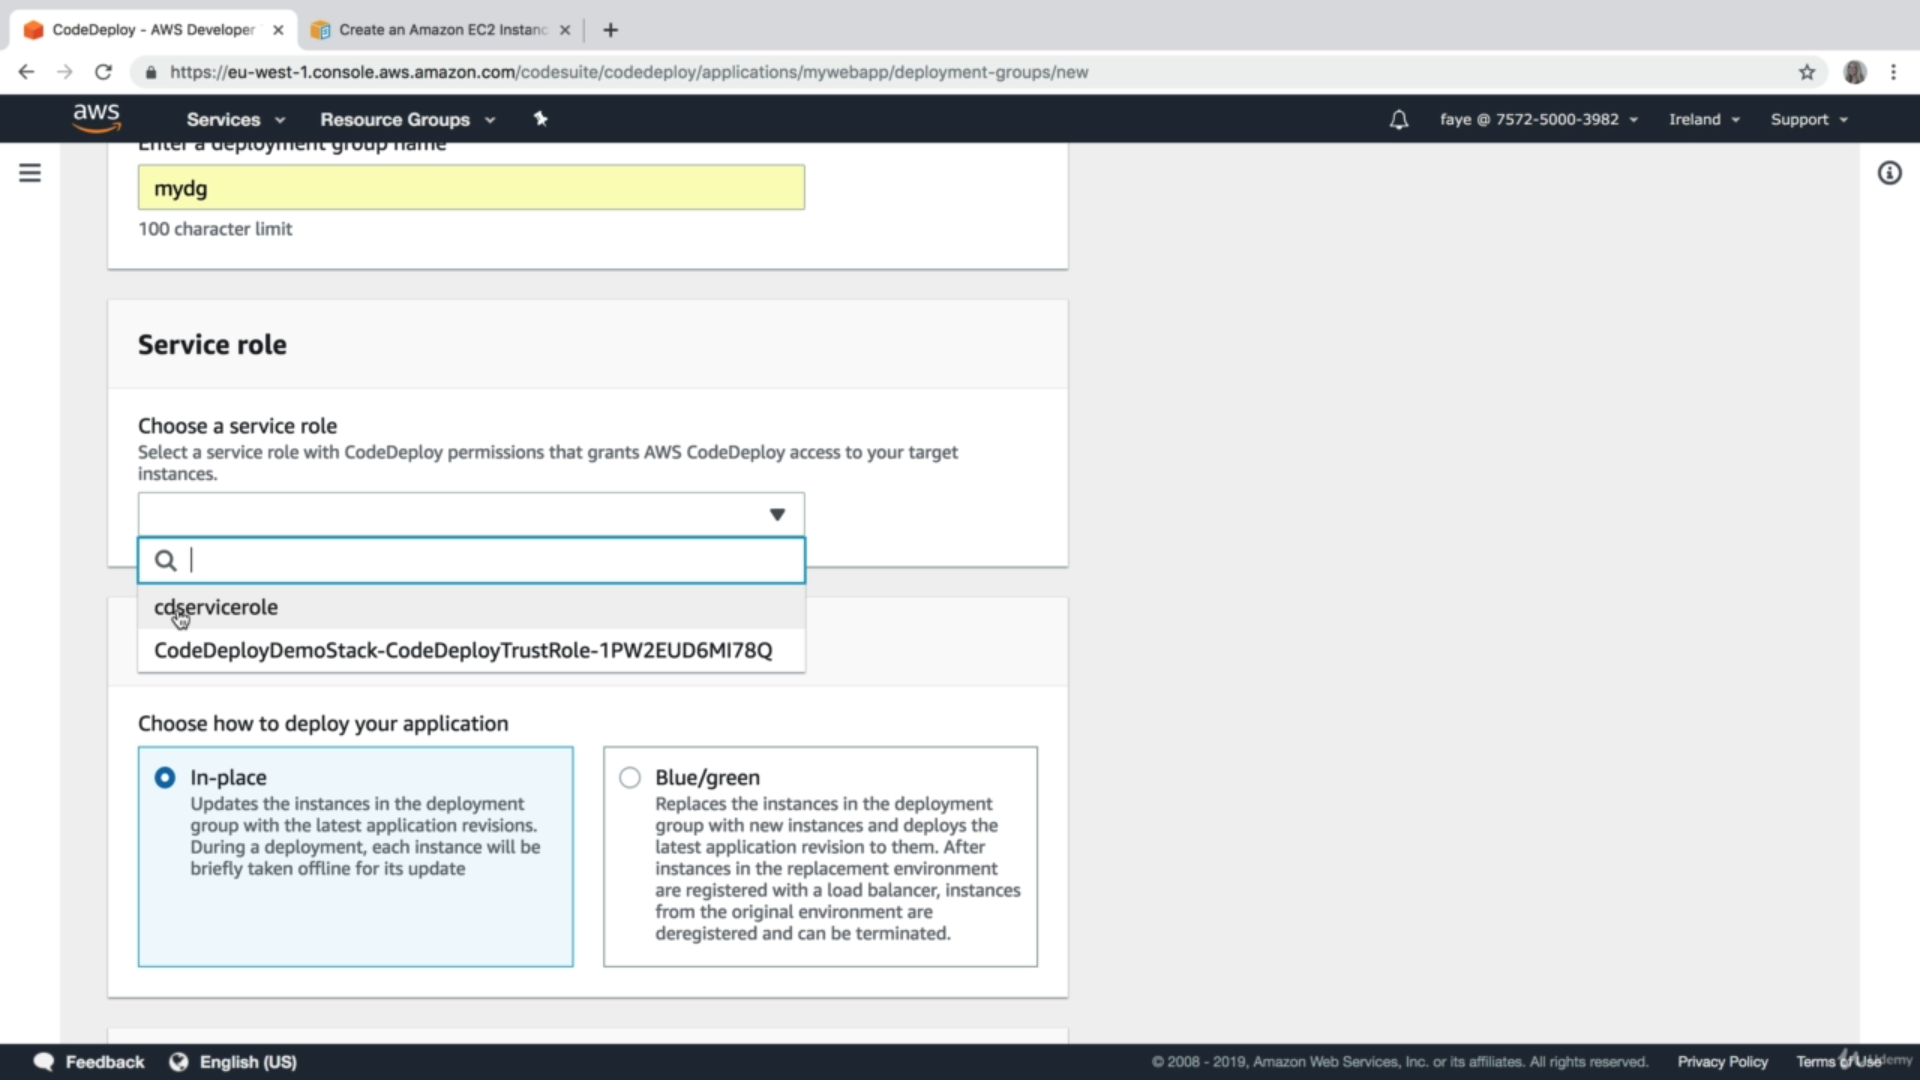 CodeDeploy - AWS Developer
Create an Amazon EC2 Instanc
https://eu-west-1.console.aws.amazon.com/codesuite/codedeploy/applications/mywebapp/deployment-groups/new
aws
Services
Resource Groups
faye @ 7572-5000-3982
Ireland
Support
Enter a deployment group name
mydg
100 character limit
Service role
Choose a service role
Select a service role with CodeDeploy permissions that grants AWS CodeDeploy access to your target
instances.
cdservicerole
CodeDeployDemoStack-CodeDeployTrustRole-1PW2EUD6MI78Q
Choose how to deploy your application
In-place
Updates the instances in the deployment
group with the latest application revisions.
During a deployment, each instance will be
briefly taken offline for its update
Blue/green
Replaces the instances in the deployment
group with new instances and deploys the
latest application revision to them. After
instances in the replacement environment
are registered with a load balancer, instances
from the original environment are
deregistered and can be terminated.
Feedback
English (US)
© 2008 - 2019, Amazon Web Services, Inc. or its affiliates. All rights reserved.
Privacy Policy
Terms of Use